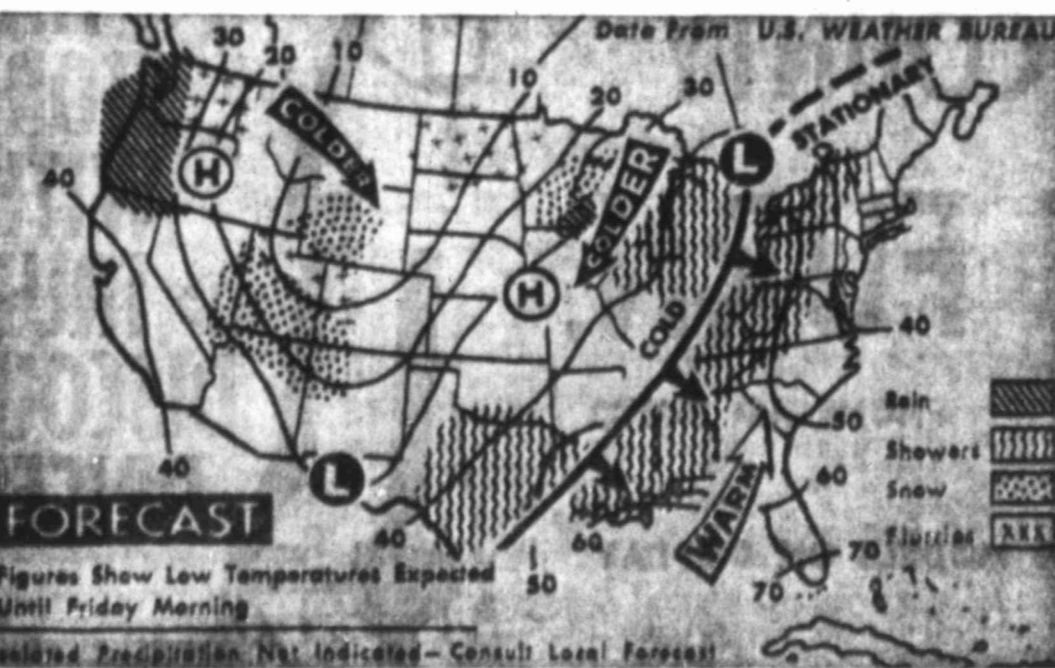 Data From U.S. WEATHER BUREAU
30
20
10
10
20
30
COLDER
COLDER
STATIONARY
L
H
40
H
COLD
40
Rain
50
Showers
40
L
60
Snow
WARM
FORECAST
40
60
70
Flurries
Figures Show Low Temperatures Expected
50
70
Until Friday Morning
Isolated Precipitation Not Indicated— Consult Local Forecast